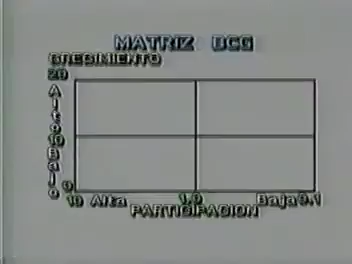 MATRIZ BCG
CRECIMIENTO
20
Alto
10
Bajo
0
10 Alta 1.0 Baja 0.1
PARTICIPACION